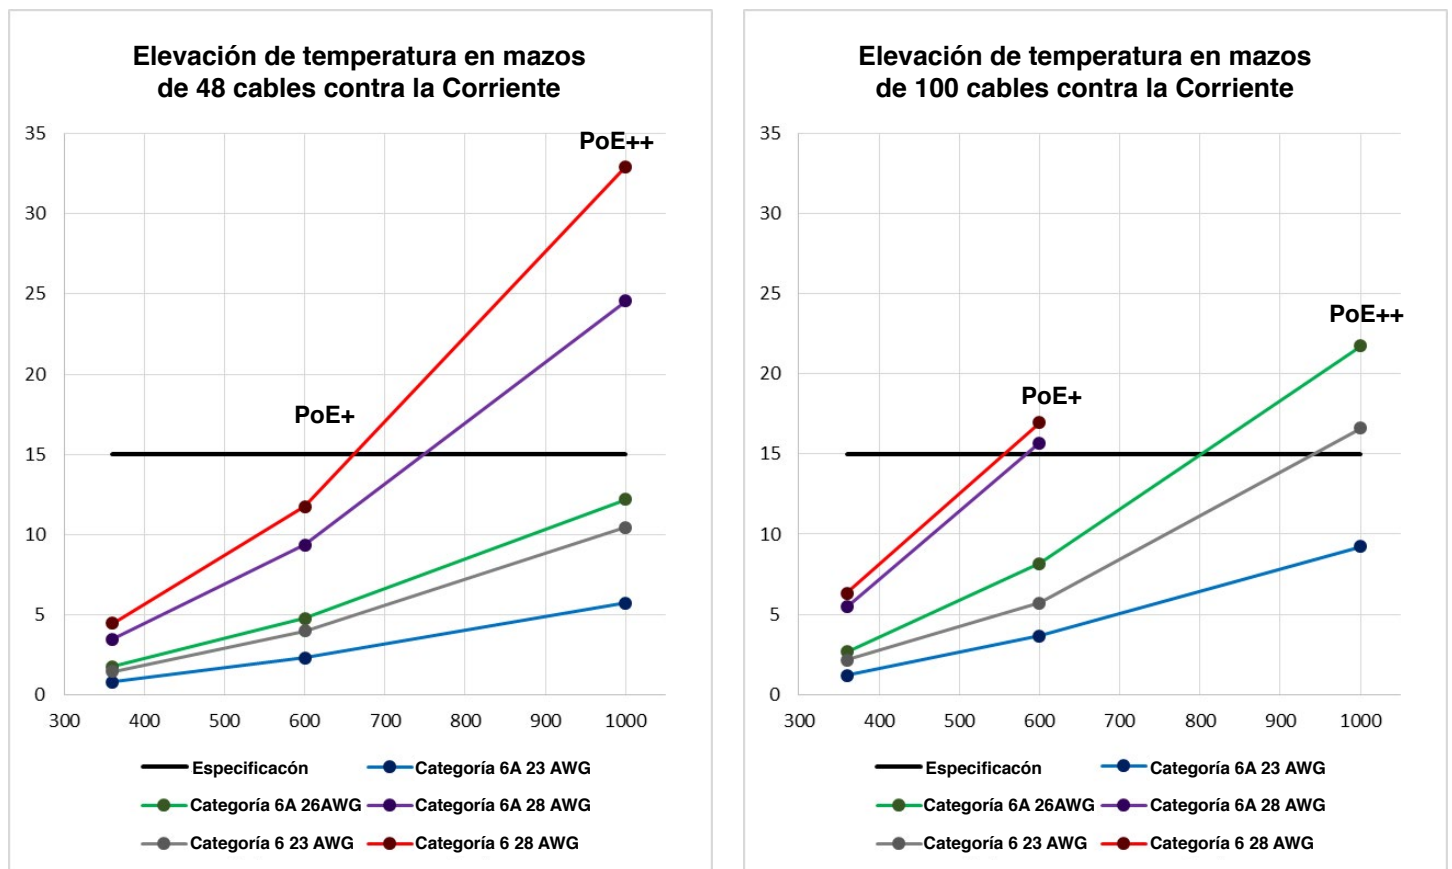 Elevación de temperatura en mazos
de 48 cables contra la Corriente
35
30
25
20
15
10
5
0
300 400 500 600 700 800 900 1000
PoE+
PoE++
Especificacón
Categoría 6A 23 AWG
Categoría 6A 26AWG
Categoría 6A 28 AWG
Categoría 6 23 AWG
Categoría 6 28 AWG
Elevación de temperatura en mazos
de 100 cables contra la Corriente
35
30
25
20
15
10
5
0
300 400 500 600 700 800 900 1000
PoE+
PoE++
Especificacón
Categoría 6A 23 AWG
Categoría 6A 26AWG
Categoría 6A 28 AWG
Categoría 6 23 AWG
Categoría 6 28 AWG